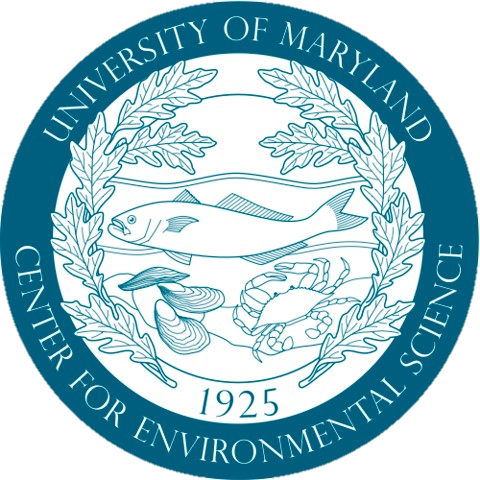 UNIVERSITY OF MARYLAND
CENTER FOR ENVIRONMENTAL SCIENCE
1925